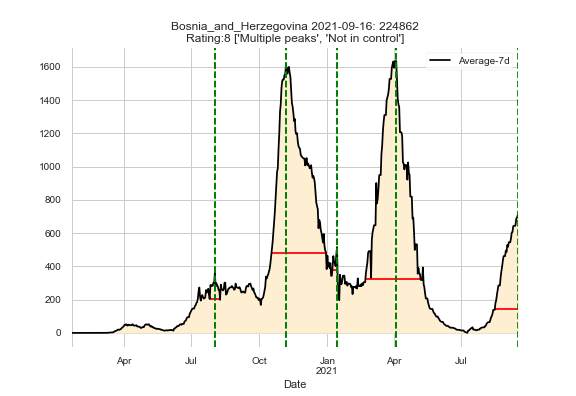 Bosnia_and_Herzegovina 2021-09-16: 224862
Rating:8 ['Multiple peaks', 'Not in control']
Average-7d
1600
1400
1200
1000
800
600
400
200
0
Apr Jul Oct Jan Apr Jul
2021
Date